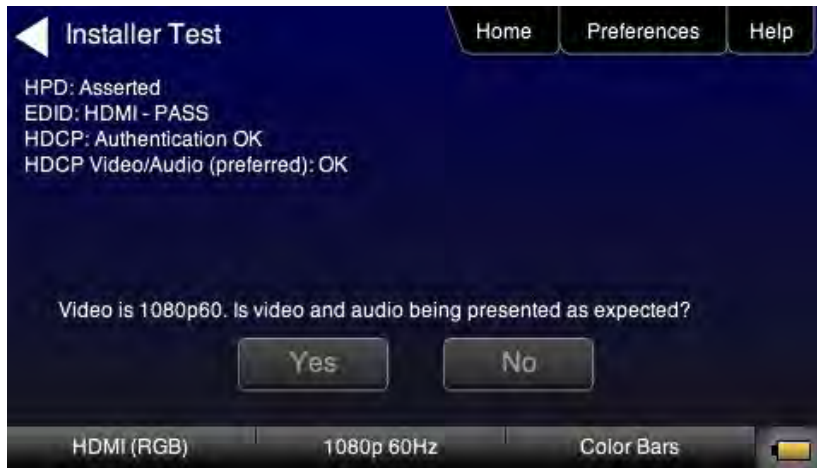 Installer Test
Home
Preferences
Help
HPD: Asserted
EDID: HDMI - PASS
HDCP: Authentication OK
HDCP Video/Audio (preferred): OK
Video is 1080p60. Is video and audio being presented as expected?
Yes
No
HDMI (RGB)
1080p 60Hz
Color Bars